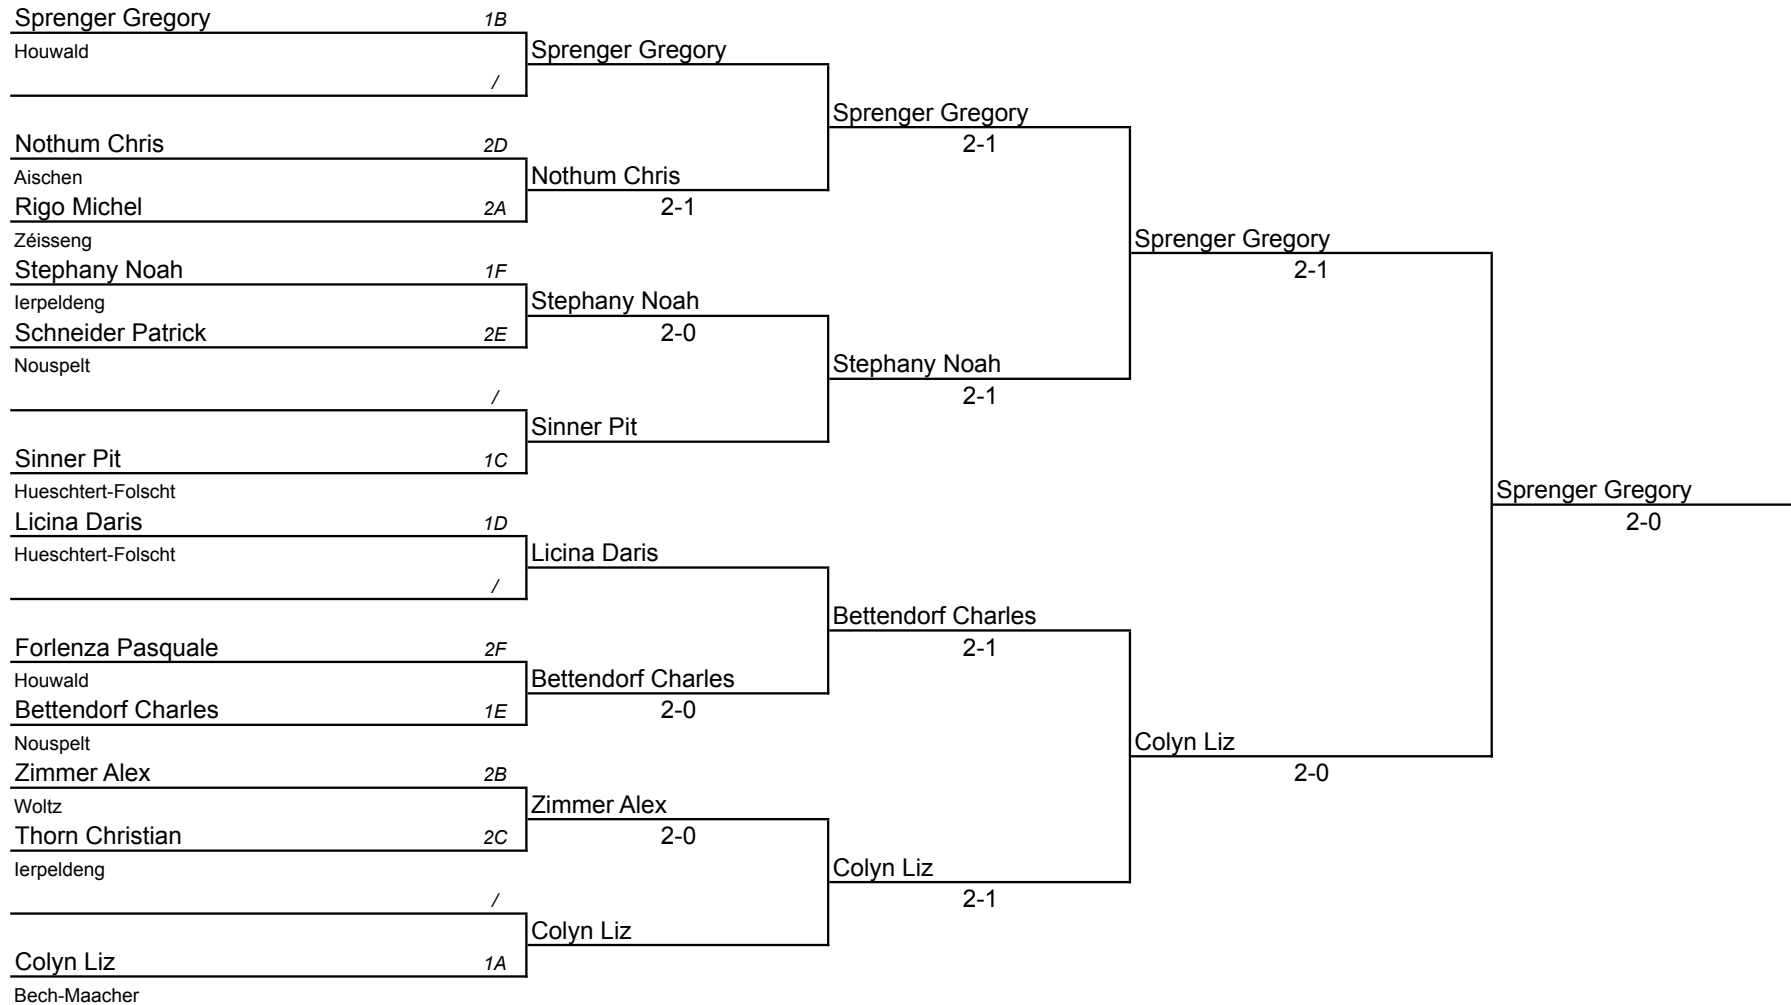 Sprenger Gregory 1B
Houwald
Sprenger Gregory
/
Sprenger Gregory
2-1
Nothum Chris 2D
Aischen
Nothum Chris
Rigo Michel 2A
2-1
Zéisseng
Sprenger Gregory
2-1
Stephany Noah 1F
Ierpeldeng
Stephany Noah
Schneider Patrick 2E
2-0
Nouspelt
Stephany Noah
2-1
/
Sinner Pit
Sinner Pit 1C
Hueschtert-Folscht
Sprenger Gregory
2-0
Licina Daris 1D
Hueschtert-Folscht
Licina Daris
/
Bettendorf Charles
2-1
Forlenza Pasquale 2F
Houwald
Bettendorf Charles
Bettendorf Charles 1E
2-0
Nouspelt
Colyn Liz
2-0
Zimmer Alex 2B
Woltz
Zimmer Alex
Thorn Christian 2C
2-0
Ierpeldeng
Colyn Liz
2-1
/
Colyn Liz
Colyn Liz 1A
Bech-Maacher